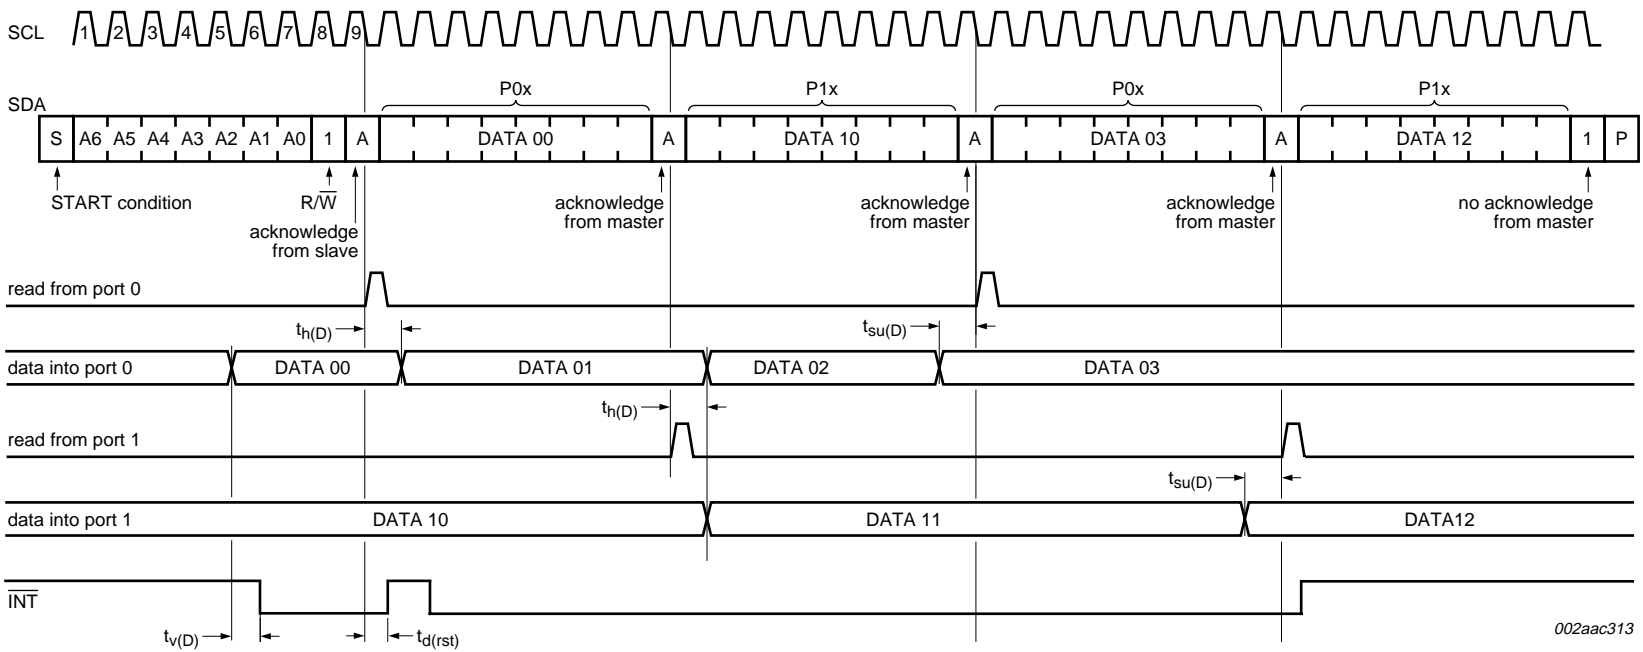 SCL 1 2 3 4 5 6 7 8 9
P0x P1x P0x P1x
SDA
S A6 A5 A4 A3 A2 A1 A0 1 A DATA 00 A DATA 10 A DATA 03 A DATA 12 1 P
START condition R/W̅
acknowledge
from slave
acknowledge
from master
acknowledge
from master
acknowledge
from master
no acknowledge
from master
read from port 0
th(D) tsu(D)
data into port 0 DATA 00 DATA 01 DATA 02 DATA 03
th(D)
read from port 1
tsu(D)
data into port 1 DATA 10 DATA 11 DATA12
I̅N̅T̅
tv(D) td(rst)
002aac313